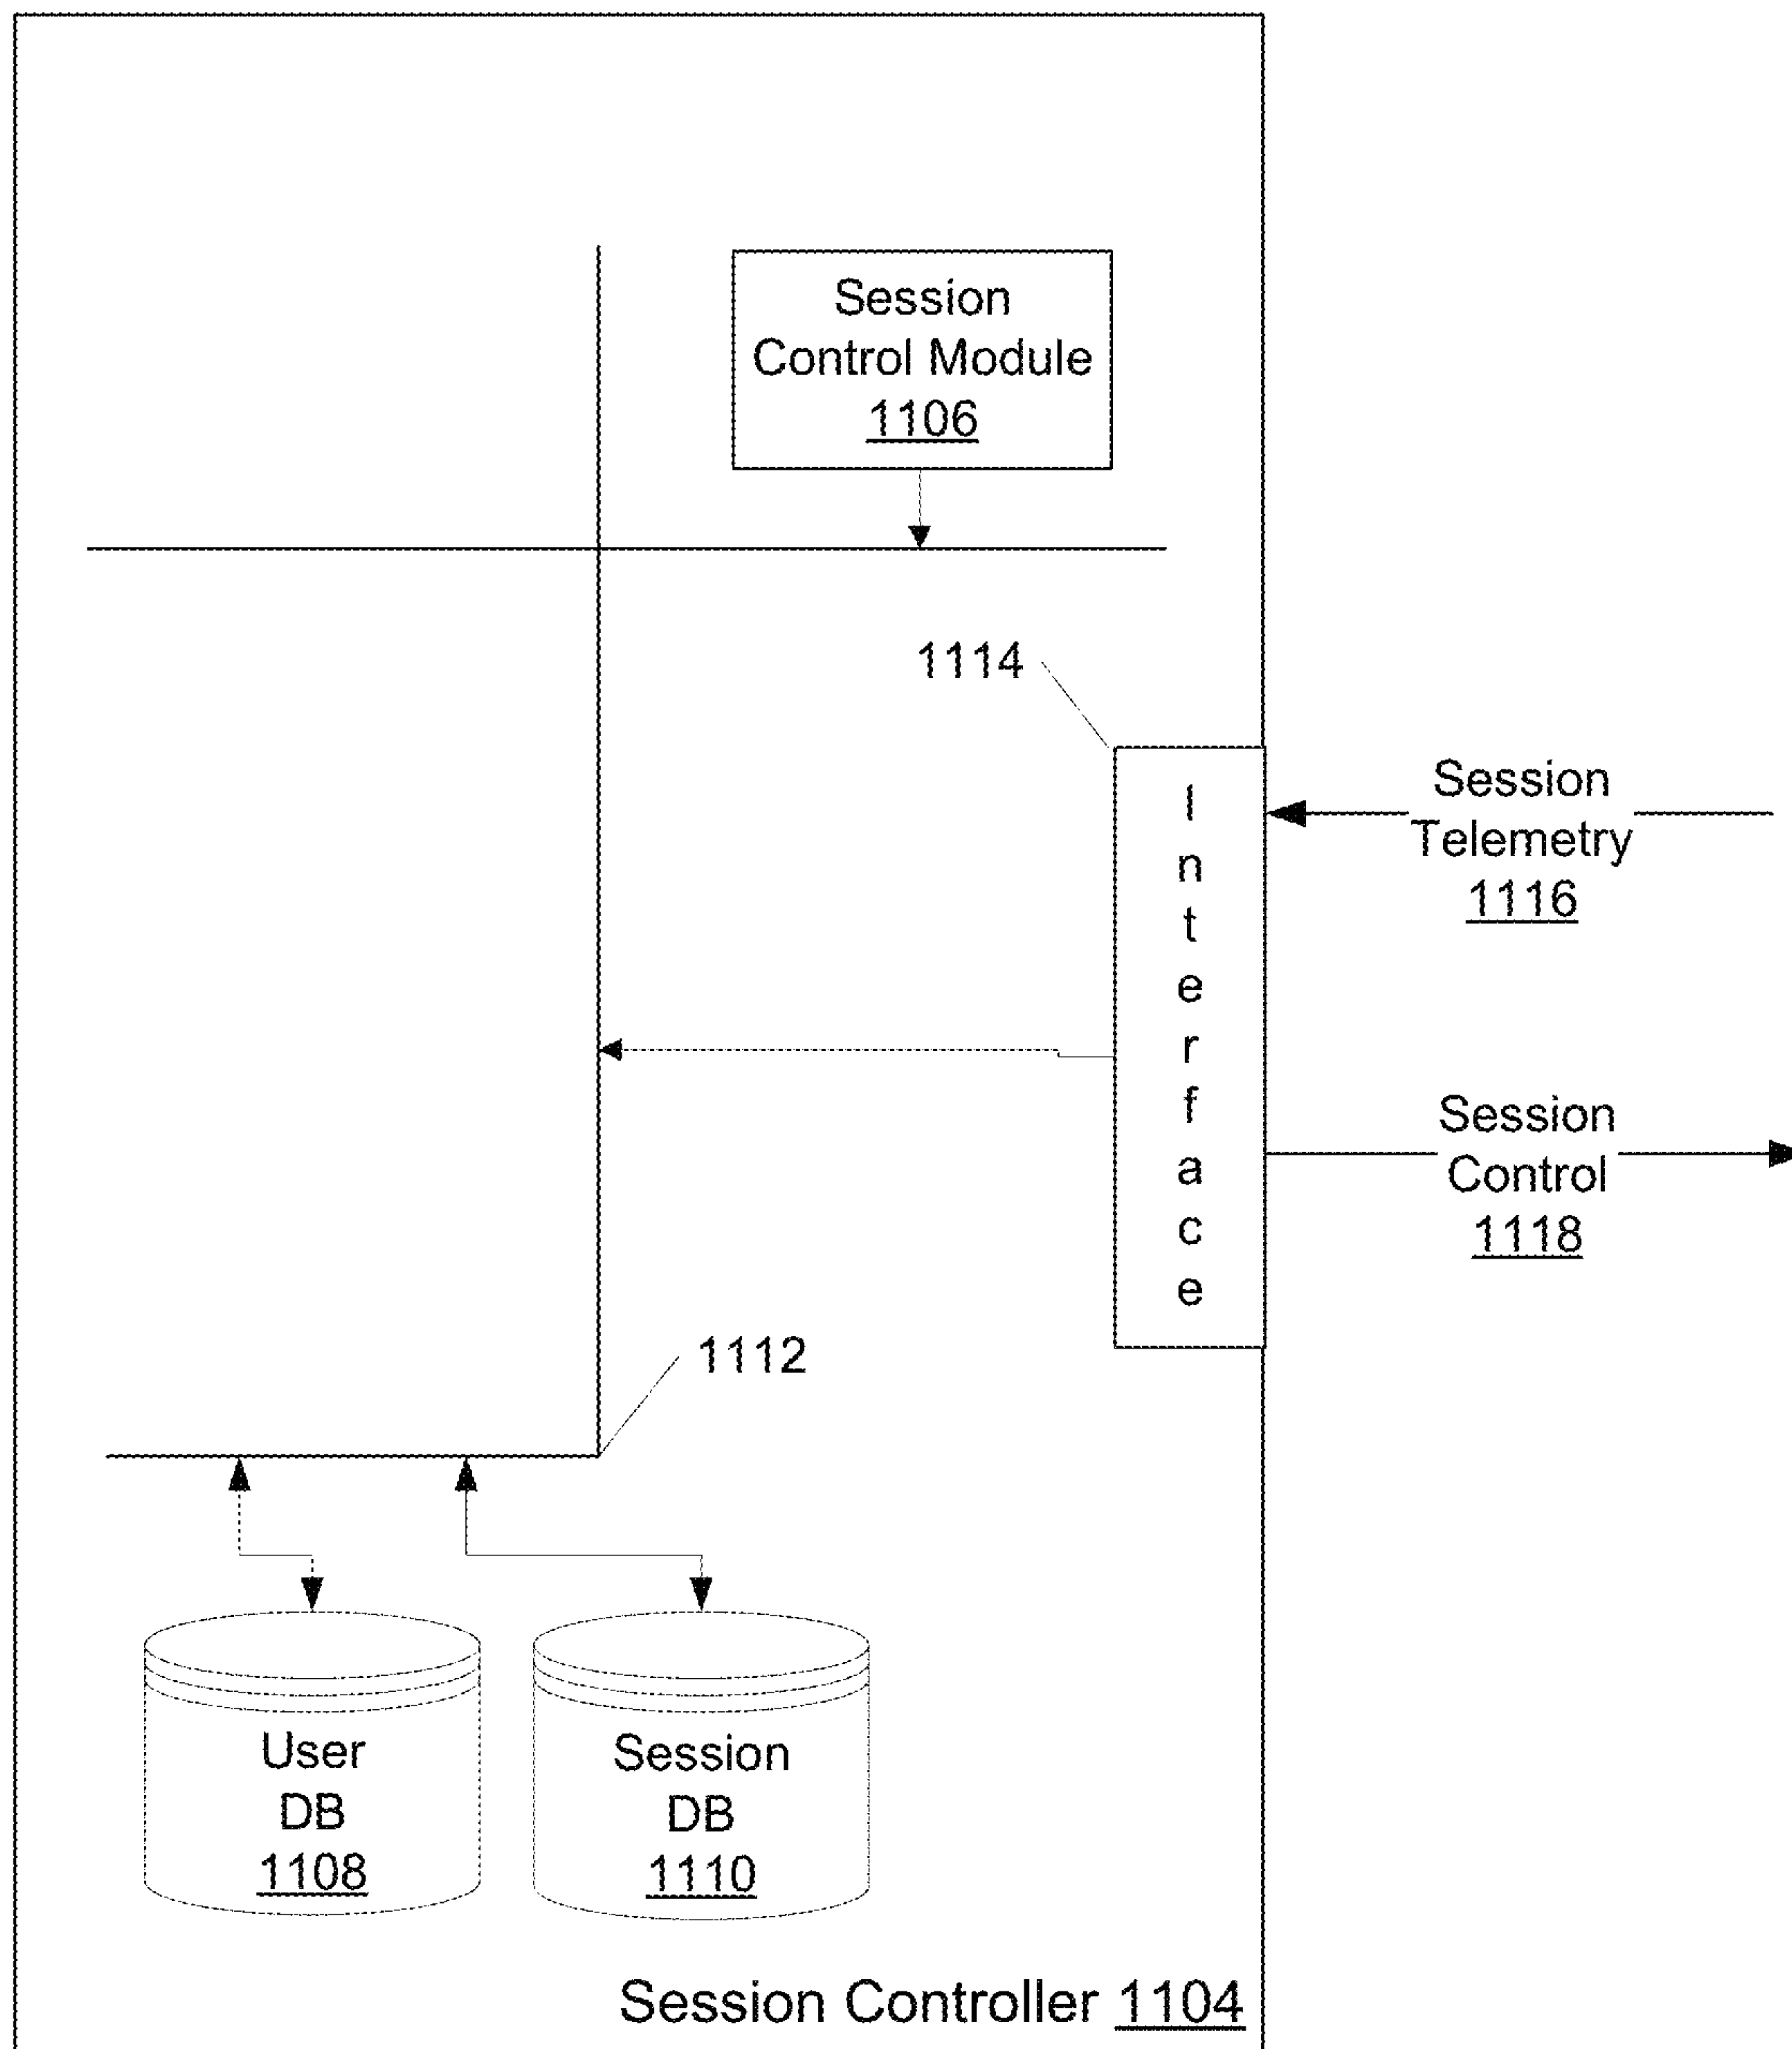 Session
Control Module
1106
1114
Interface
Session
Telemetry
1116
Session
Control
1118
1112
User
DB
1108
Session
DB
1110
Session Controller 1104